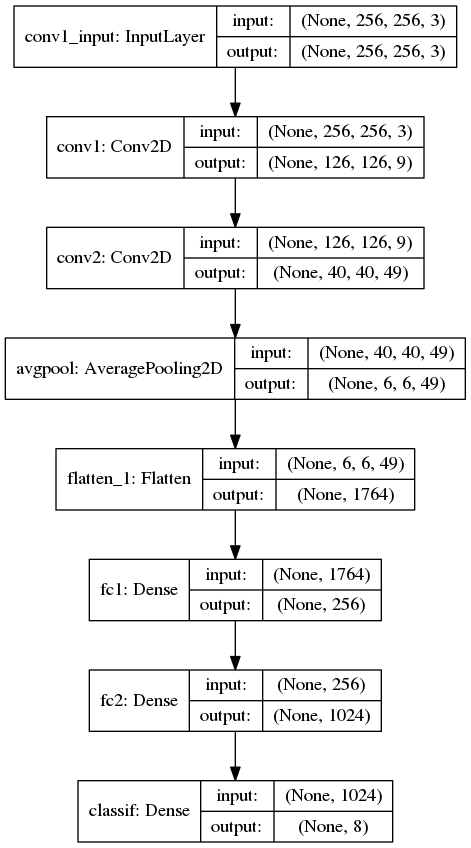 conv1_input: InputLayer
input: (None, 256, 256, 3)
output: (None, 256, 256, 3)
conv1: Conv2D
input: (None, 256, 256, 3)
output: (None, 126, 126, 9)
conv2: Conv2D
input: (None, 126, 126, 9)
output: (None, 40, 40, 49)
avgpool: AveragePooling2D
input: (None, 40, 40, 49)
output: (None, 6, 6, 49)
flatten_1: Flatten
input: (None, 6, 6, 49)
output: (None, 1764)
fc1: Dense
input: (None, 1764)
output: (None, 256)
fc2: Dense
input: (None, 256)
output: (None, 1024)
classif: Dense
input: (None, 1024)
output: (None, 8)